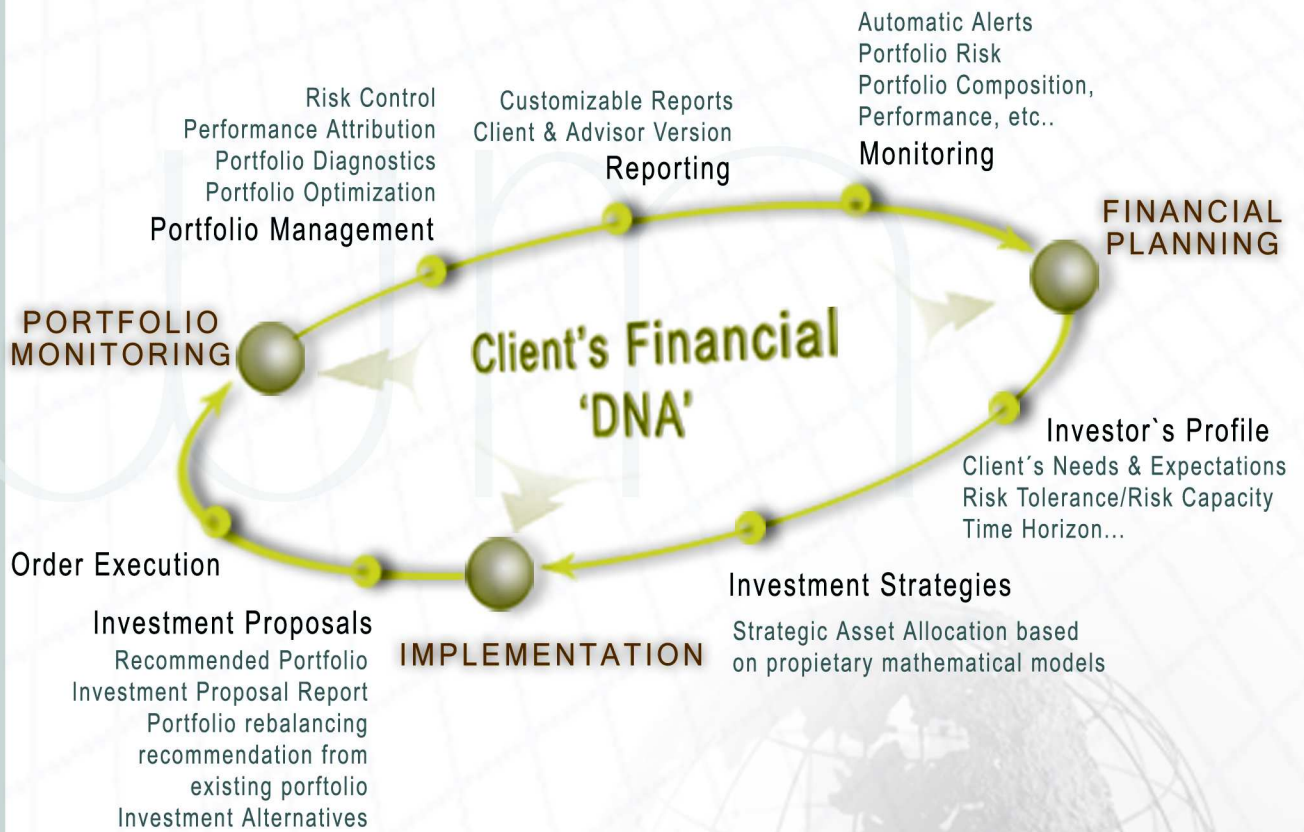 Automatic Alerts
Portfolio Risk
Portfolio Composition,
Performance, etc..
Monitoring
Risk Control
Performance Attribution
Portfolio Diagnostics
Portfolio Optimization
Portfolio Management
Customizable Reports
Client & Advisor Version
Reporting
FINANCIAL
PLANNING
PORTFOLIO
MONITORING
Client's Financial
‘DNA’
Investor`s Profile
Client´s Needs & Expectations
Risk Tolerance/Risk Capacity
Time Horizon...
Order Execution
Investment Strategies
Strategic Asset Allocation based
on propietary mathematical models
IMPLEMENTATION
Investment Proposals
Recommended Portfolio
Investment Proposal Report
Portfolio rebalancing
recommendation from
existing porftolio
Investment Alternatives